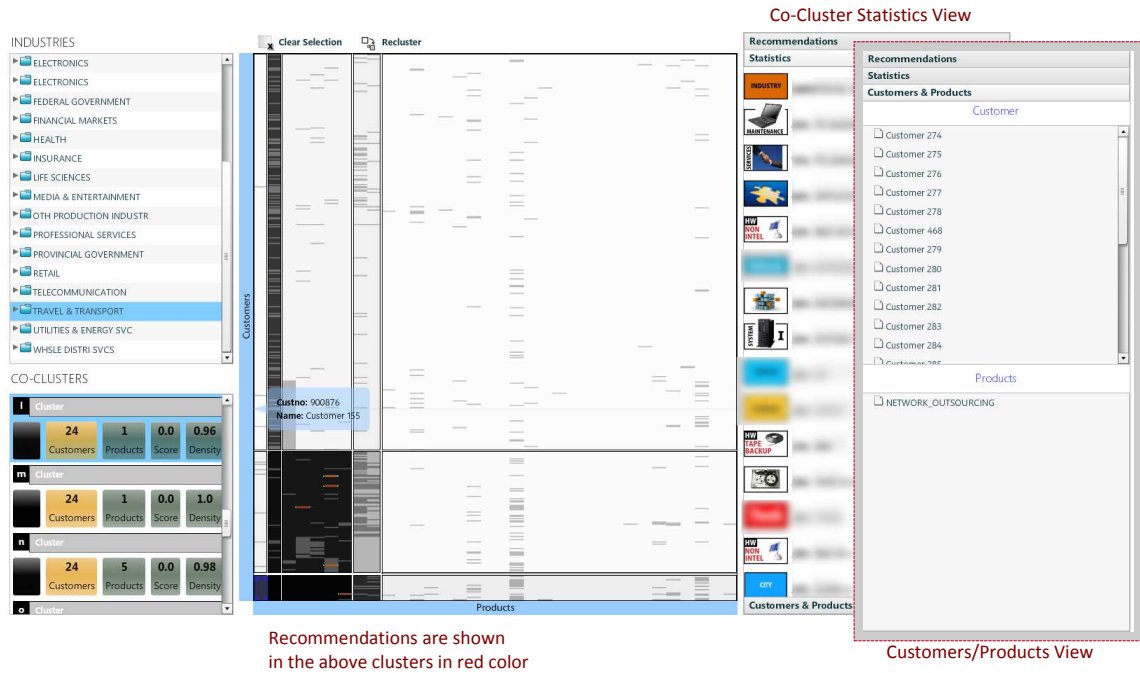 Co-Cluster Statistics View
INDUSTRIES
ELECTRONICS
ELECTRONICS
FEDERAL GOVERNMENT
FINANCIAL MARKETS
HEALTH
INSURANCE
LIFE SCIENCES
MEDIA & ENTERTAINMENT
OTH PRODUCTION INDUSTR
PROFESSIONAL SERVICES
PROVINCIAL GOVERNMENT
RETAIL
TELECOMMUNICATION
TRAVEL & TRANSPORT
UTILITIES & ENERGY SVC
WHSLE DISTRI SVCS
CO-CLUSTERS
l Cluster
24 1 0.0 0.96
Customers Products Score Density
m Cluster
24 1 0.0 1.0
Customers Products Score Density
n Cluster
24 5 0.0 0.98
Customers Products Score Density
o Cluster
Clear Selection Recluster
Customers
Custno: 900876
Name: Customer 155
Products
Recommendations are shown
in the above clusters in red color
Recommendations
Statistics
INDUSTRY
MAINTENANCE
SERVICES
HW
NON
INTEL
SYSTEM I
HW
TAPE
BACKUP
HW
NON
INTEL
CITY
Customers & Products
Recommendations
Statistics
Customers & Products
Customer
Customer 274
Customer 275
Customer 276
Customer 277
Customer 278
Customer 468
Customer 279
Customer 280
Customer 281
Customer 282
Customer 283
Customer 284
Customer 285
Products
NETWORK_OUTSOURCING
Customers/Products View